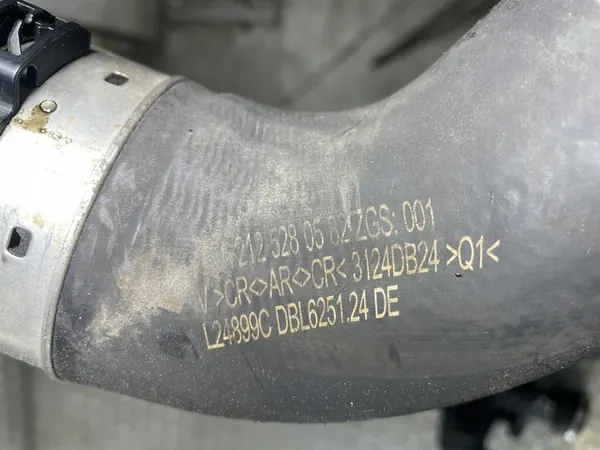 212 528 05 82 ZGS: 001
>CR<>AR<>CR< 3124DB24 >Q1<
L24899C DBL6251.24 DE